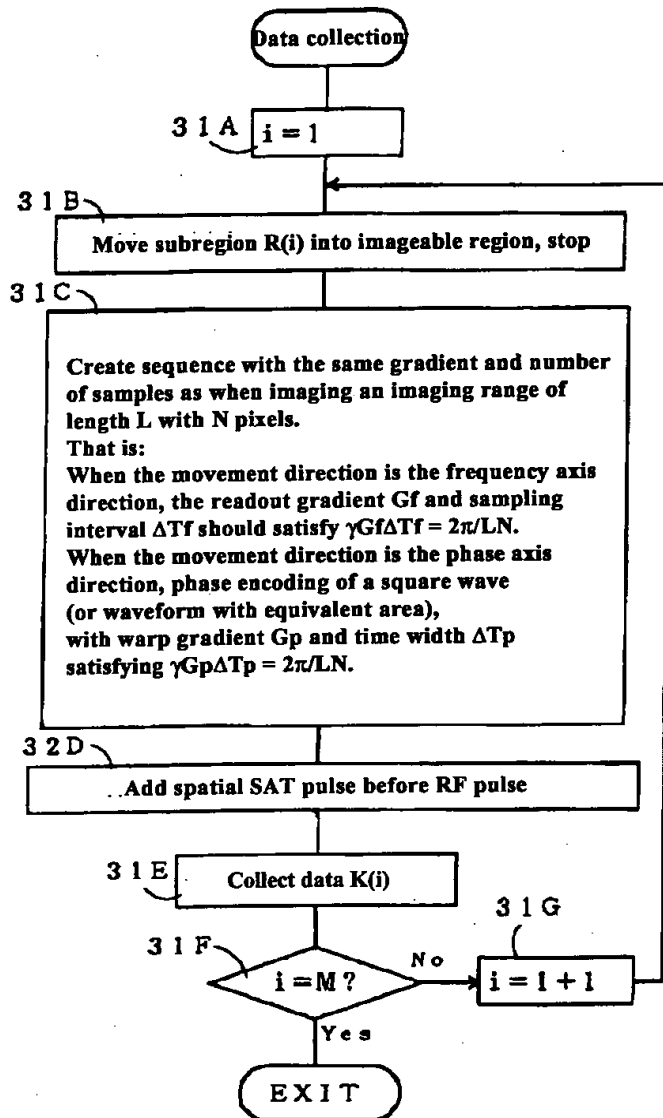 Data collection
31A
i = 1
31B
Move subregion R(i) into imageable region, stop
31C
Create sequence with the same gradient and number
of samples as when imaging an imaging range of
length L with N pixels.
That is:
When the movement direction is the frequency axis
direction, the readout gradient Gf and sampling
interval ΔTf should satisfy γGfΔTf = 2π/LN.
When the movement direction is the phase axis
direction, phase encoding of a square wave
(or waveform with equivalent area),
with warp gradient Gp and time width ΔTp
satisfying γGpΔTp = 2π/LN.
32D
Add spatial SAT pulse before RF pulse
31E
Collect data K(i)
31F
i = M ?
No
31G
i = I + 1
Yes
EXIT